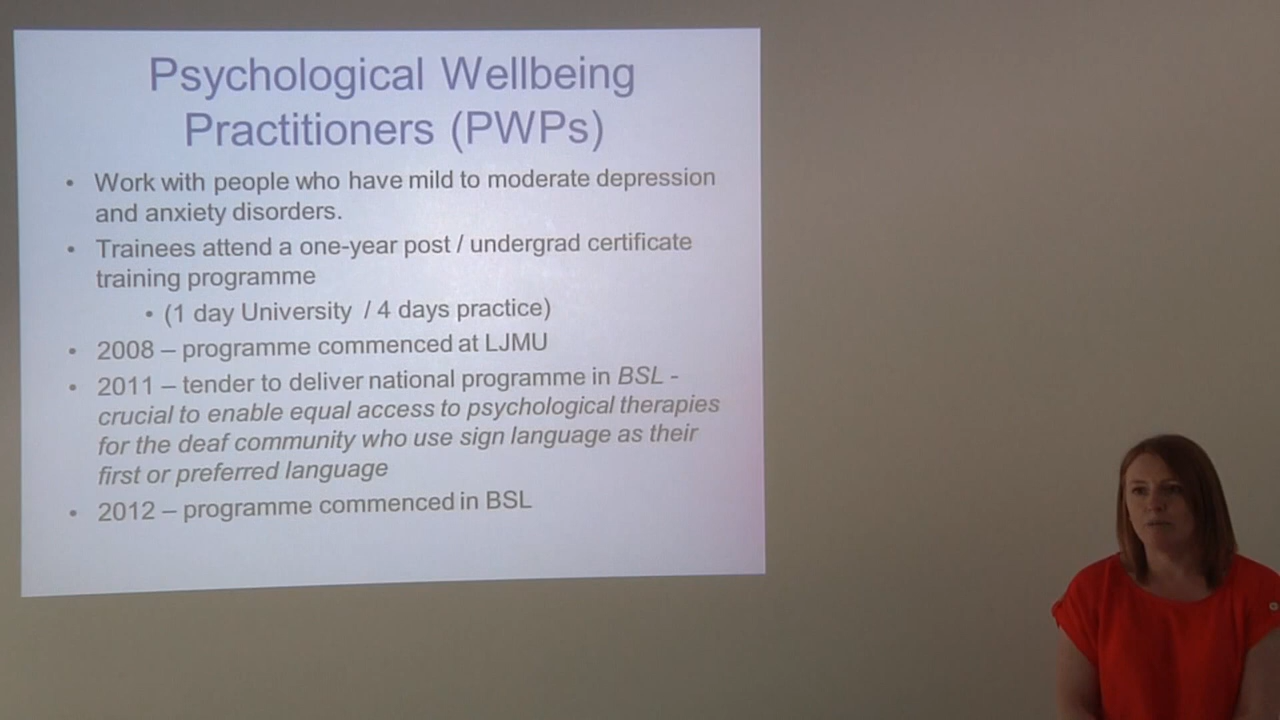 Psychological Wellbeing
Practitioners (PWPs)
• Work with people who have mild to moderate depression
and anxiety disorders.
• Trainees attend a one-year post / undergrad certificate
training programme
• (1 day University / 4 days practice)
• 2008 – programme commenced at LJMU
• 2011 – tender to deliver national programme in BSL -
crucial to enable equal access to psychological therapies
for the deaf community who use sign language as their
first or preferred language
• 2012 – programme commenced in BSL